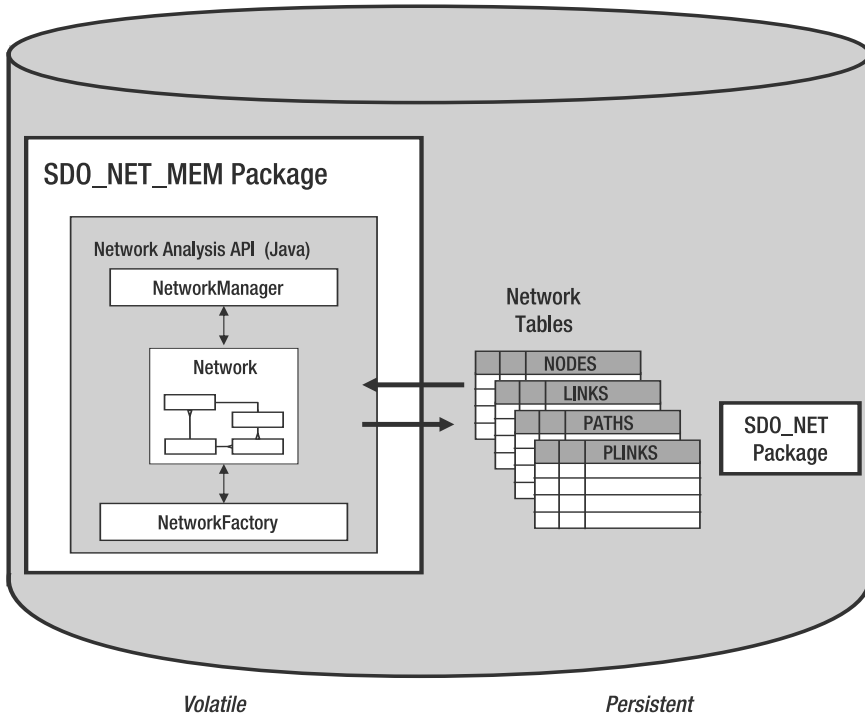 SDO_NET_MEM Package
Network Analysis API (Java)
NetworkManager
Network
NetworkFactory
Network
Tables
NODES
LINKS
PATHS
PLINKS
SDO_NET
Package
Volatile
Persistent